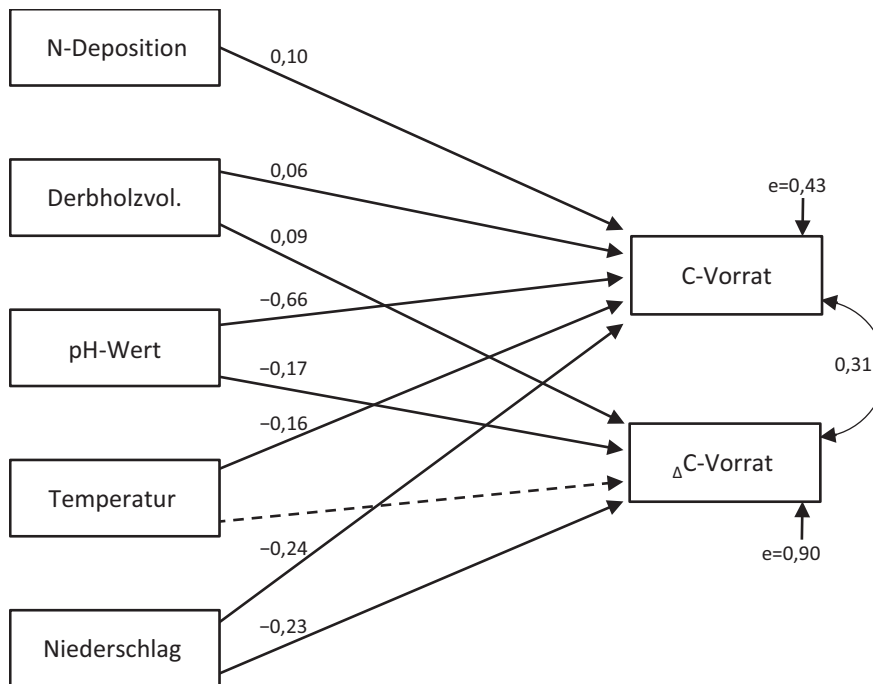 N-Deposition
0,10
Derbholzvol.
0,06
0,09
e=0,43
C-Vorrat
−0,66
pH-Wert
−0,17
0,31
−0,16
Temperatur
ΔC-Vorrat
−0,24
e=0,90
−0,23
Niederschlag